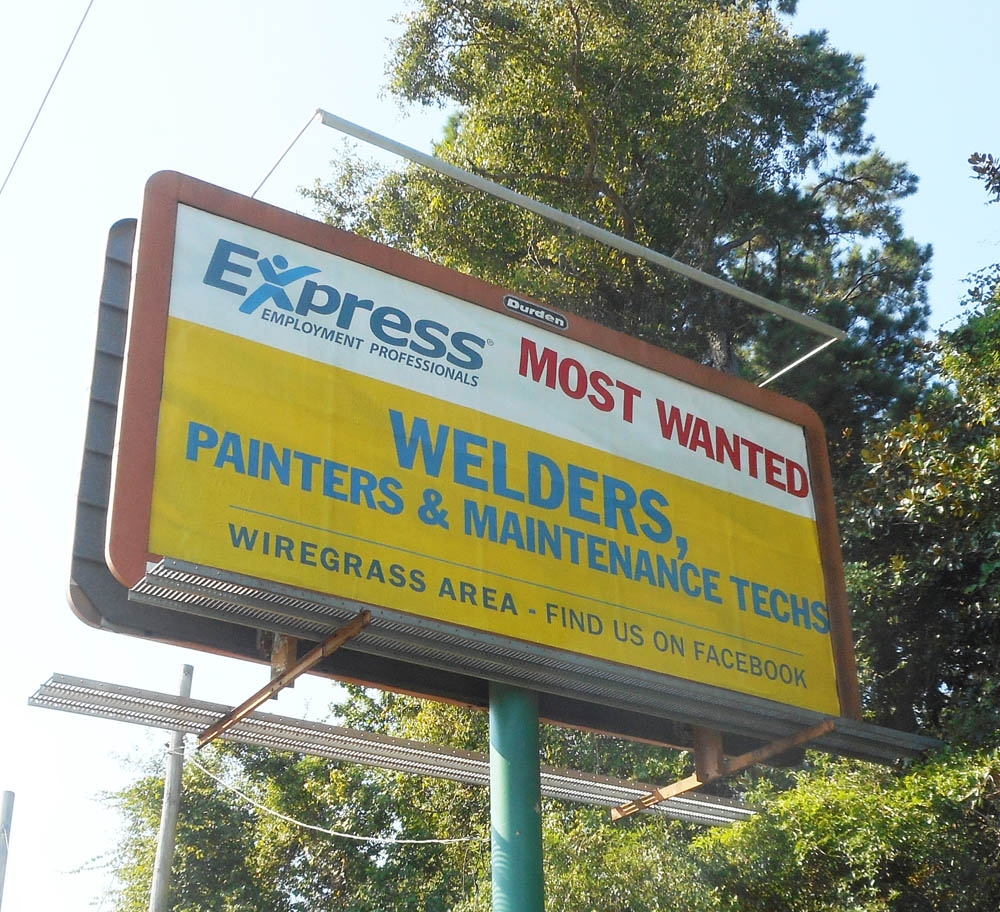 Durden
Express®
EMPLOYMENT PROFESSIONALS
MOST WANTED
WELDERS,
PAINTERS & MAINTENANCE TECHS
WIREGRASS AREA - FIND US ON FACEBOOK